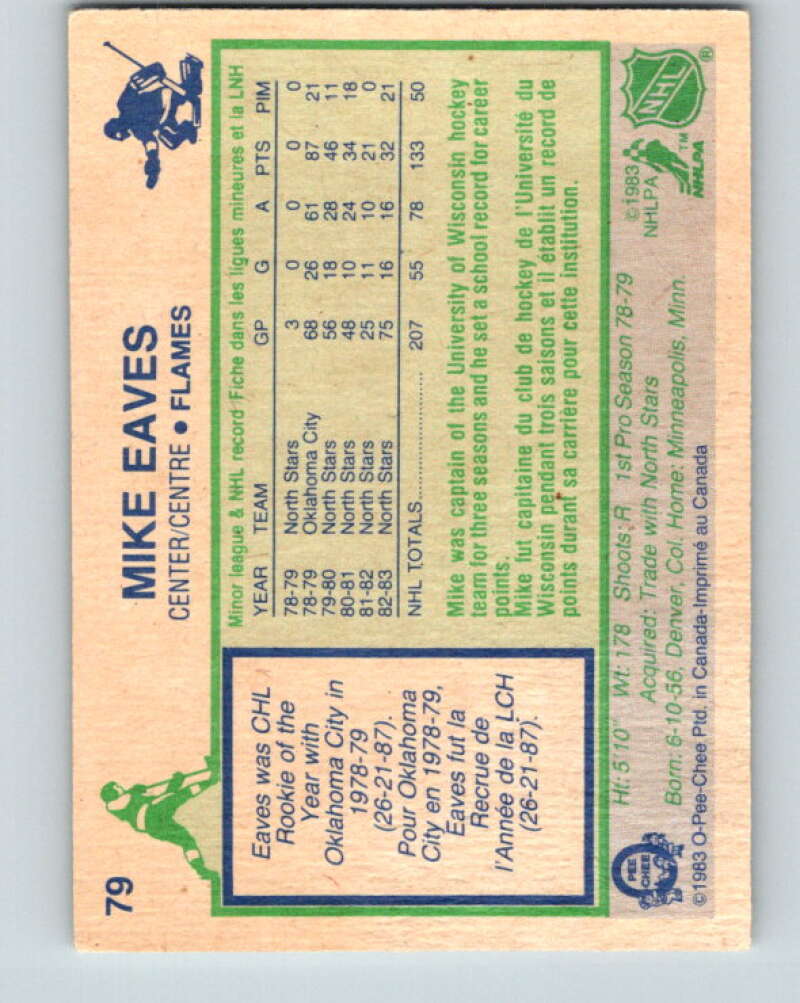 79
MIKE EAVES
CENTER/CENTRE • FLAMES
Eaves was CHL
Rookie of the
Year with
Oklahoma City in
1978-79
(26-21-87).
Pour Oklahoma
City en 1978-79,
Eaves fut la
Recrue de
l'Année de la LCH
(26-21-87).
Minor league & NHL record/Fiche dans les ligues mineures et la LNH
YEAR TEAM GP G A PTS PIM
78-79 North Stars 3 0 0 0 0
78-79 Oklahoma City 68 26 61 87 21
79-80 North Stars 56 18 28 46 11
80-81 North Stars 48 10 24 34 18
81-82 North Stars 25 11 10 21 0
82-83 North Stars 75 16 16 32 21
NHL TOTALS 207 55 78 133 50
Mike was captain of the University of Wisconsin hockey
team for three seasons and he set a school record for career
points.
Mike fut capitaine du club de hockey de l'Université du
Wisconsin pendant trois saisons et il établit un record de
points durant sa carrière pour cette institution.
Ht: 5'10" Wt: 178 Shoots: R 1st Pro Season 78-79
Acquired: Trade with North Stars
Born: 6-10-56, Denver, Col. Home: Minneapolis, Minn.
©1983 O-Pee-Chee Ptd. in Canada-Imprimé au Canada
O PEE CHEE
©1983
NHLPA
NHLPA™
NHL®